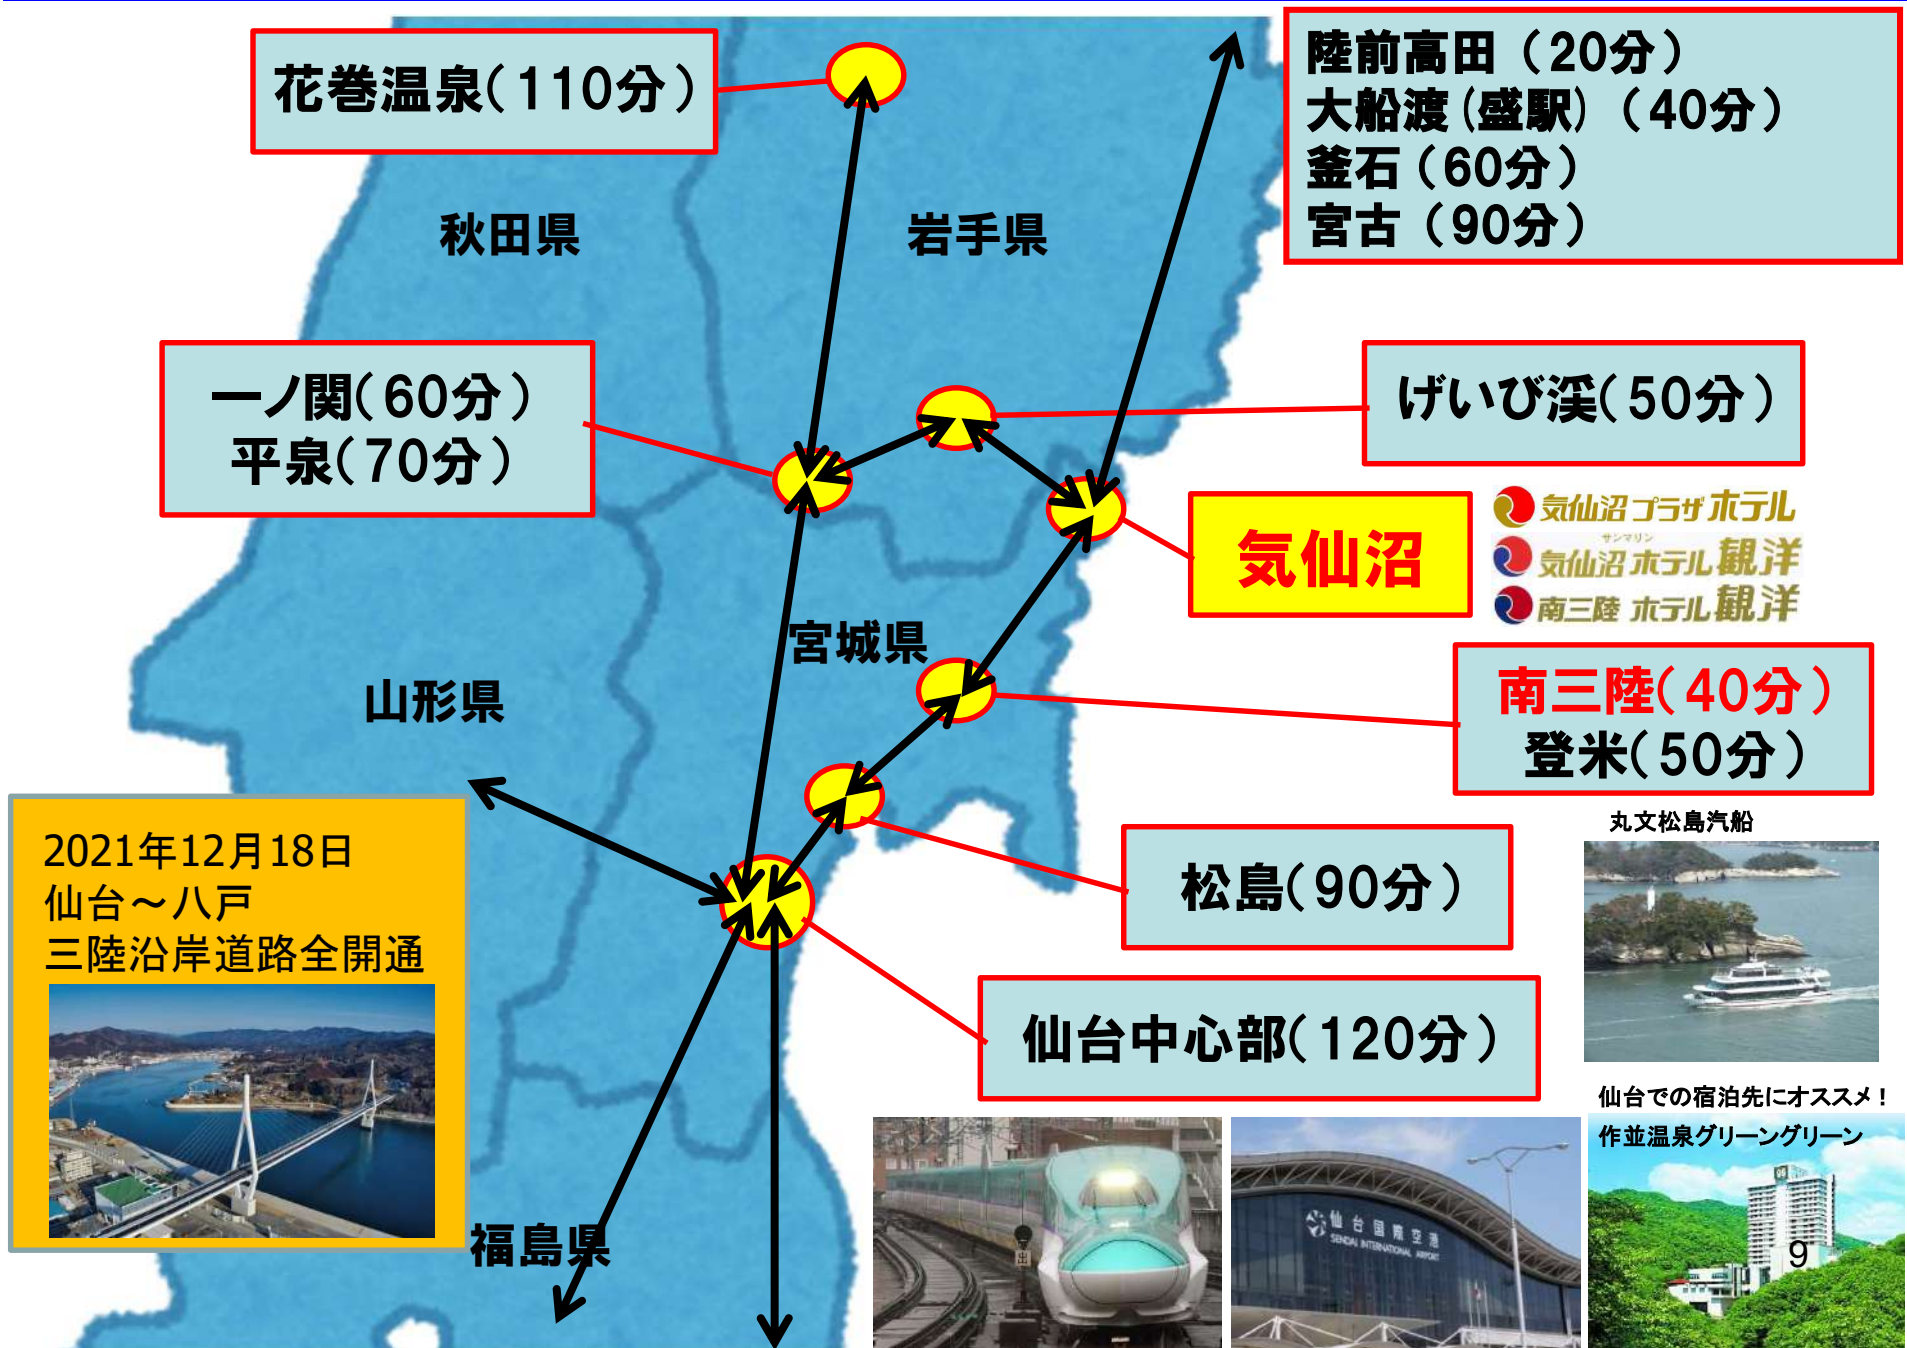 花巻温泉(110分)
陸前高田（20分）
大船渡(盛駅)（40分）
釜石（60分）
宮古（90分）
秋田県
岩手県
一ノ関(60分)
平泉(70分)
げいび渓(50分)
気仙沼
気仙沼プラザホテル
サンマリン
気仙沼ホテル観洋
南三陸ホテル観洋
宮城県
山形県
南三陸(40分)
登米(50分)
2021年12月18日
仙台～八戸
三陸沿岸道路全開通
松島(90分)
丸文松島汽船
仙台中心部(120分)
仙台での宿泊先にオススメ！
作並温泉グリーングリーン
福島県
出
仙台国際空港
SENDAI INTERNATIONAL AIRPORT
9